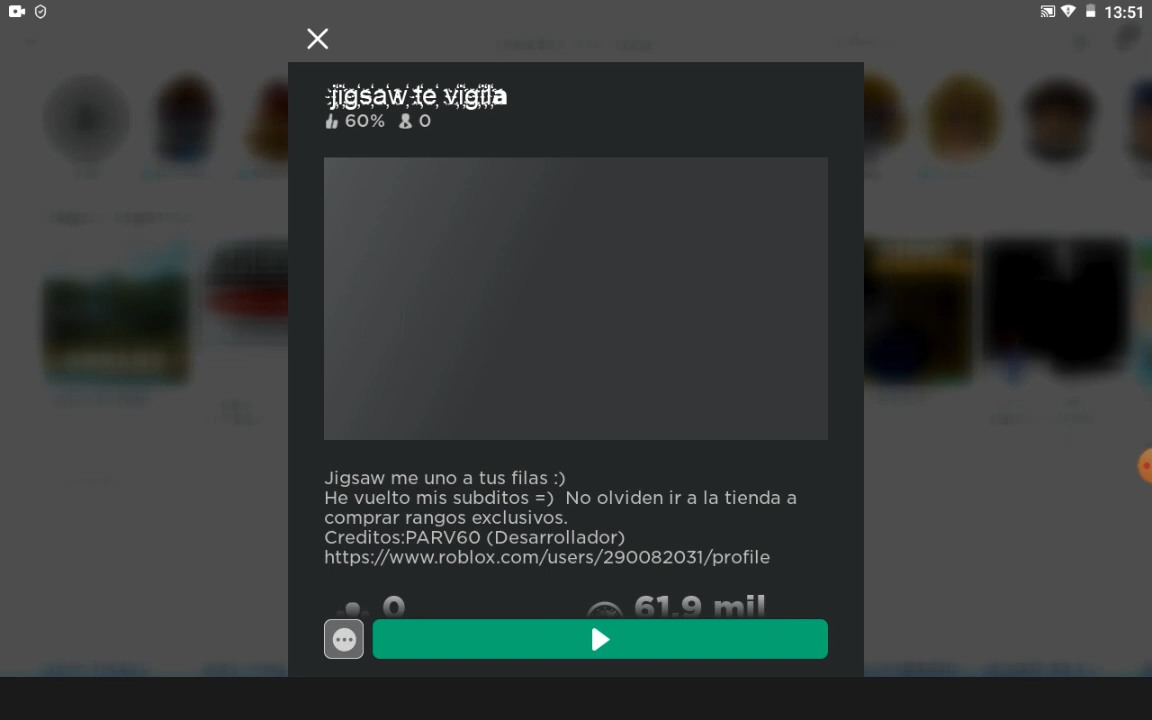 13:51
jigsaw te vigila
60% 0
Jigsaw me uno a tus filas :)
He vuelto mis subditos =) No olviden ir a la tienda a
comprar rangos exclusivos.
Creditos:PARV60 (Desarrollador)
https://www.roblox.com/users/290082031/profile
0 61.9 mil